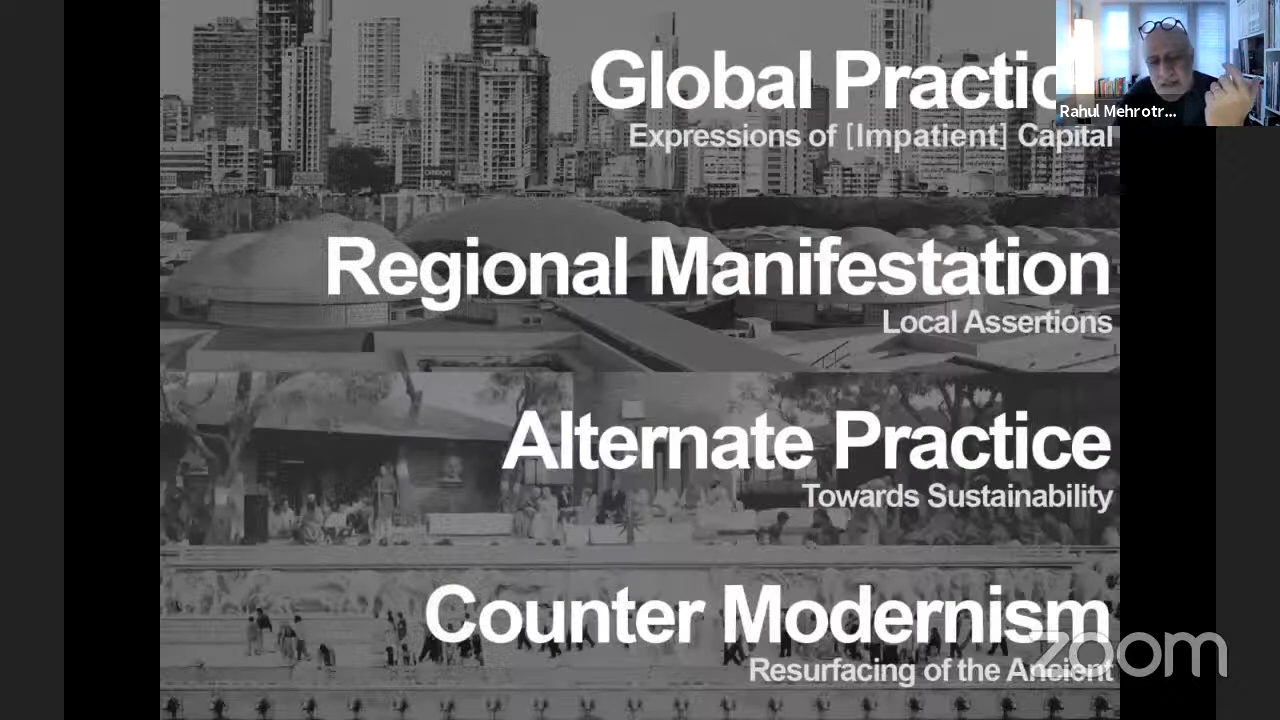 Global Practic
Rahul Mehrotr...
Expressions of [Impatient] Capital
Regional Manifestation
Local Assertions
Alternate Practice
Towards Sustainability
Counter Modernism
Resurfacing of the Ancient
zoom